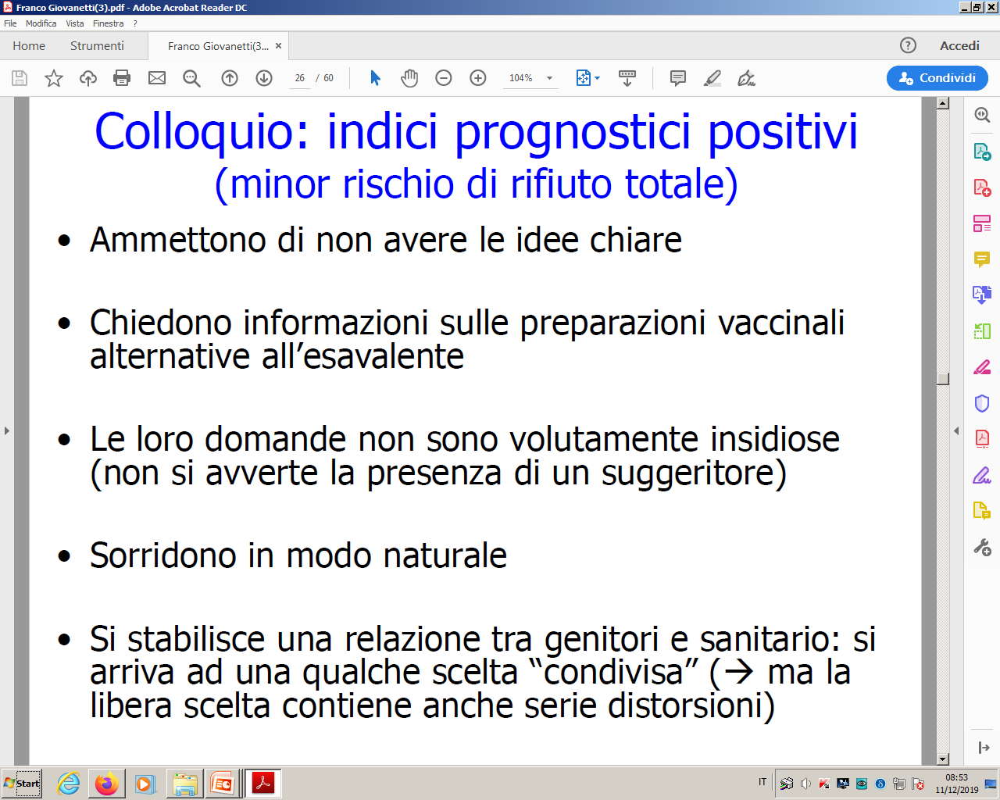 Franco Giovanetti(3).pdf - Adobe Acrobat Reader DC
File Modifica Vista Finestra ?
Home Strumenti Franco Giovanetti(3... × ? Accedi
26 / 60 104% Condividi
Colloquio: indici prognostici positivi
(minor rischio di rifiuto totale)
• Ammettono di non avere le idee chiare
• Chiedono informazioni sulle preparazioni vaccinali
alternative all’esavalente
• Le loro domande non sono volutamente insidiose
(non si avverte la presenza di un suggeritore)
• Sorridono in modo naturale
• Si stabilisce una relazione tra genitori e sanitario: si
arriva ad una qualche scelta “condivisa” (→ ma la
libera scelta contiene anche serie distorsioni)
Start IT 08:53
11/12/2019